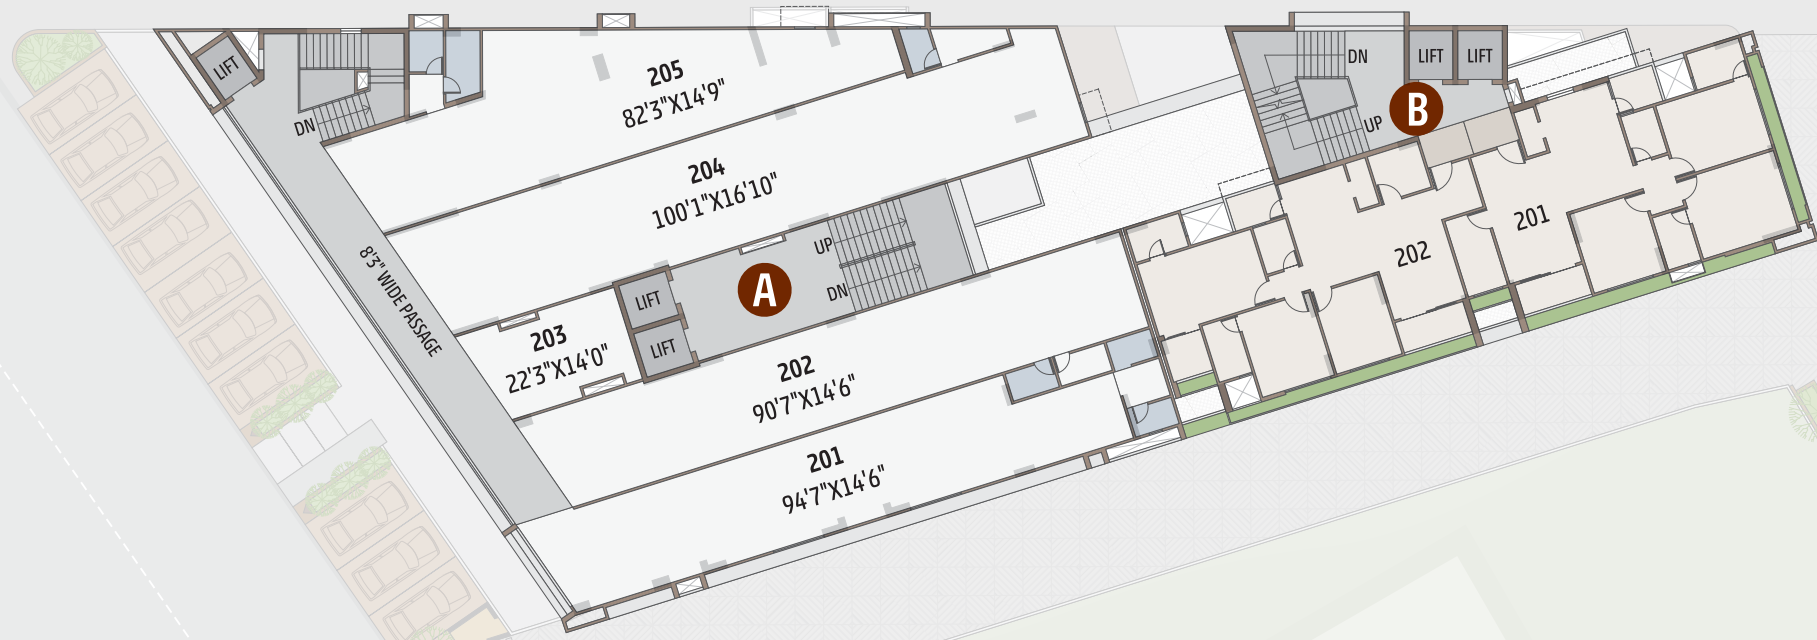 LIFT
DN
205
82'3"X14'9"
204
100'1"X16'10"
8'3" WIDE PASSAGE
UP
DN
A
LIFT
LIFT
203
22'3"X14'0"
202
90'7"X14'6"
201
94'7"X14'6"
DN
LIFT
LIFT
B
UP
201
202